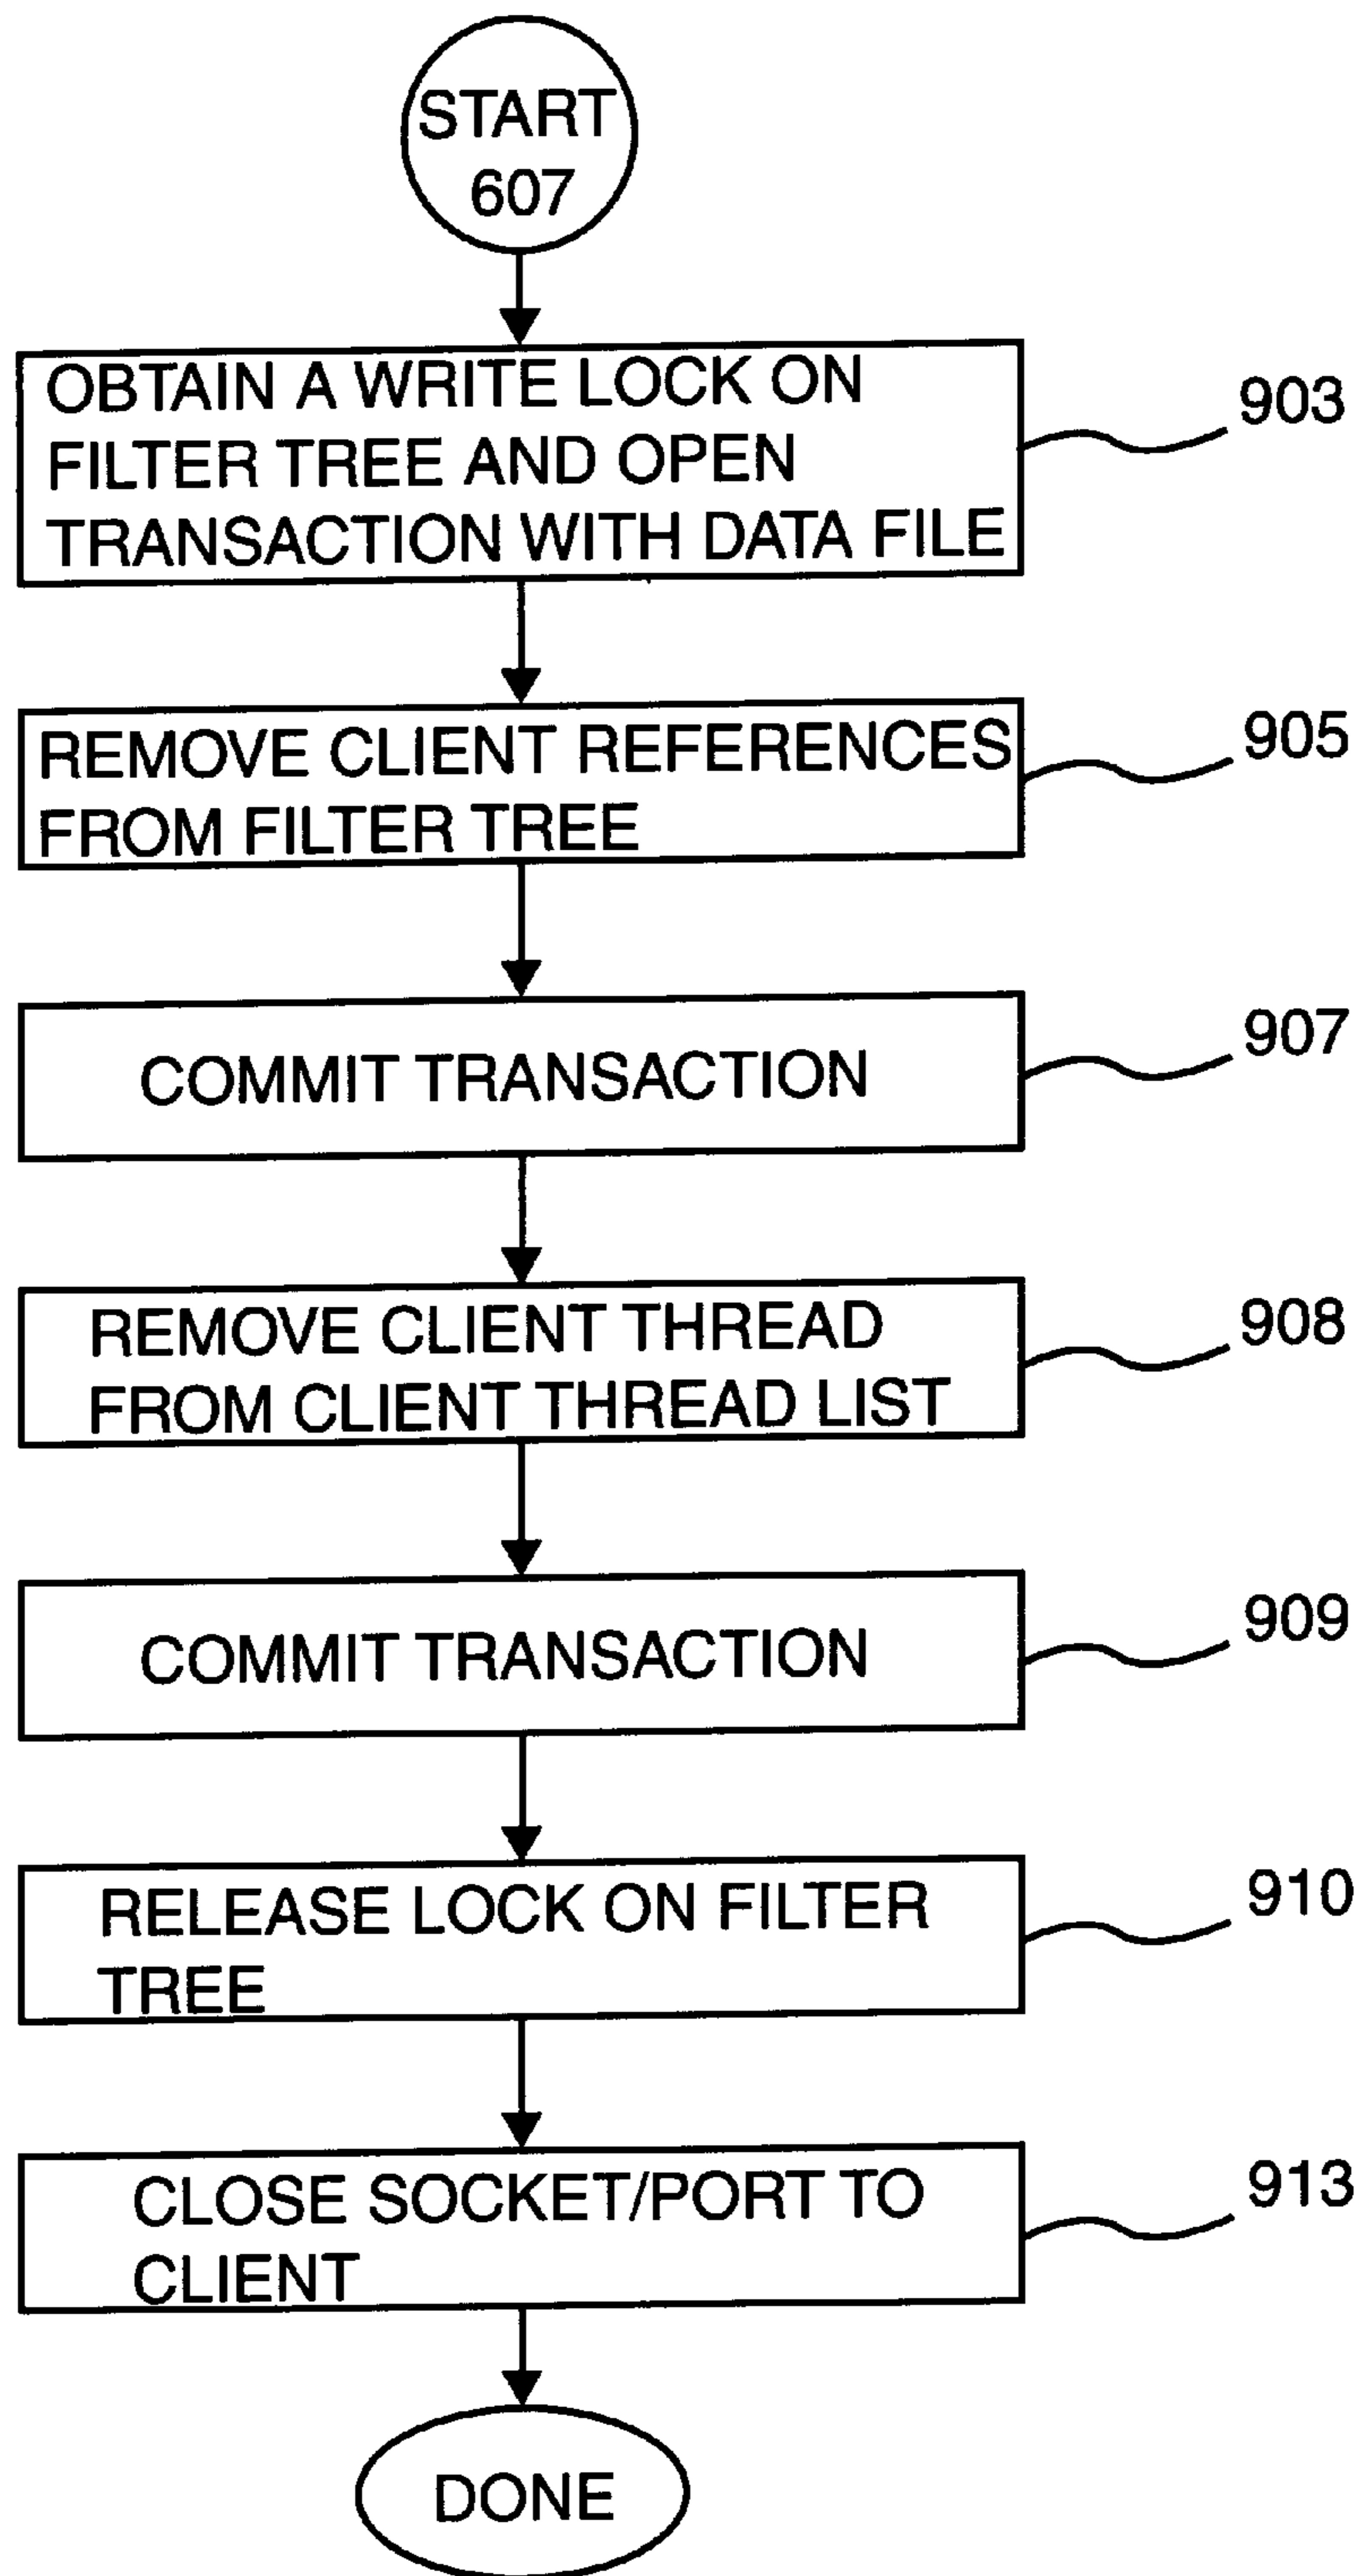 START
607
OBTAIN A WRITE LOCK ON
FILTER TREE AND OPEN
TRANSACTION WITH DATA FILE
903
REMOVE CLIENT REFERENCES
FROM FILTER TREE
905
COMMIT TRANSACTION
907
REMOVE CLIENT THREAD
FROM CLIENT THREAD LIST
908
COMMIT TRANSACTION
909
RELEASE LOCK ON FILTER
TREE
910
CLOSE SOCKET/PORT TO
CLIENT
913
DONE